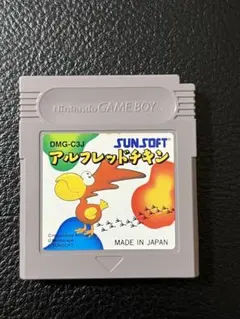 Nintendo GAME BOY
DMG-C3J
SUNSOFT
アルフレッドチキン
MADE IN JAPAN